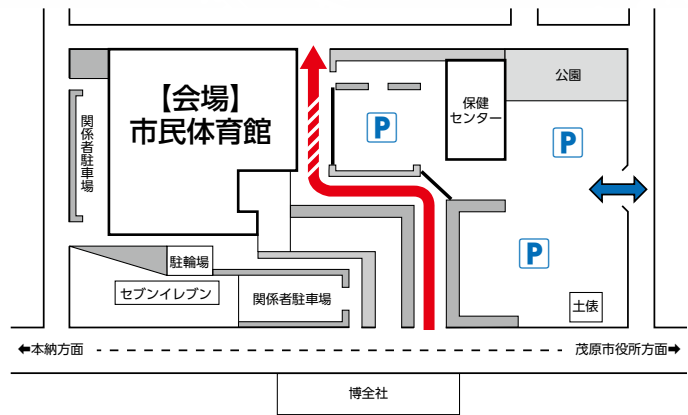 【会場】
市民体育館
関係者駐車場
P
保健
センター
公園
P
P
駐輪場
セブンイレブン
関係者駐車場
土俵
⬅本納方面
茂原市役所方面➡
博全社